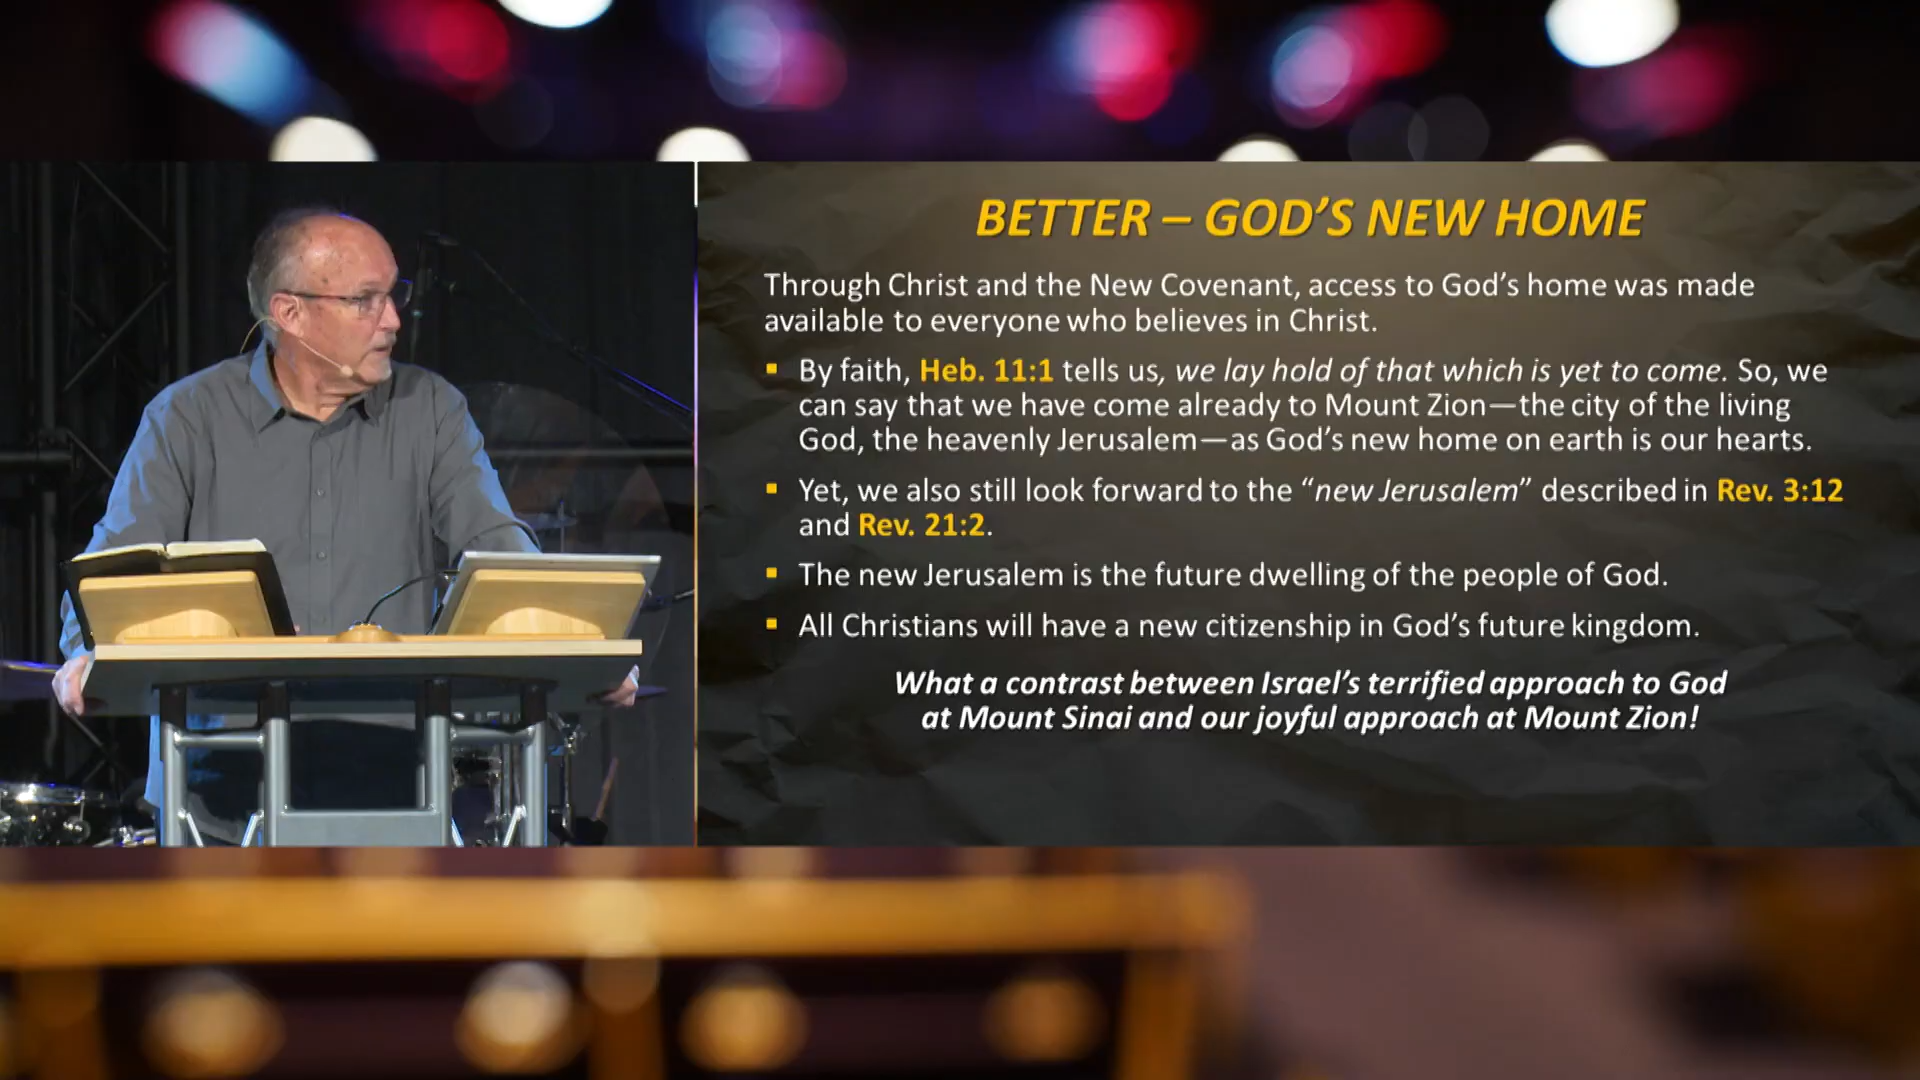 BETTER – GOD’S NEW HOME
Through Christ and the New Covenant, access to God’s home was made
available to everyone who believes in Christ.
▪ By faith, Heb. 11:1 tells us, we lay hold of that which is yet to come. So, we
can say that we have come already to Mount Zion—the city of the living
God, the heavenly Jerusalem—as God’s new home on earth is our hearts.
▪ Yet, we also still look forward to the “new Jerusalem” described in Rev. 3:12
and Rev. 21:2.
▪ The new Jerusalem is the future dwelling of the people of God.
▪ All Christians will have a new citizenship in God’s future kingdom.
What a contrast between Israel’s terrified approach to God
at Mount Sinai and our joyful approach at Mount Zion!